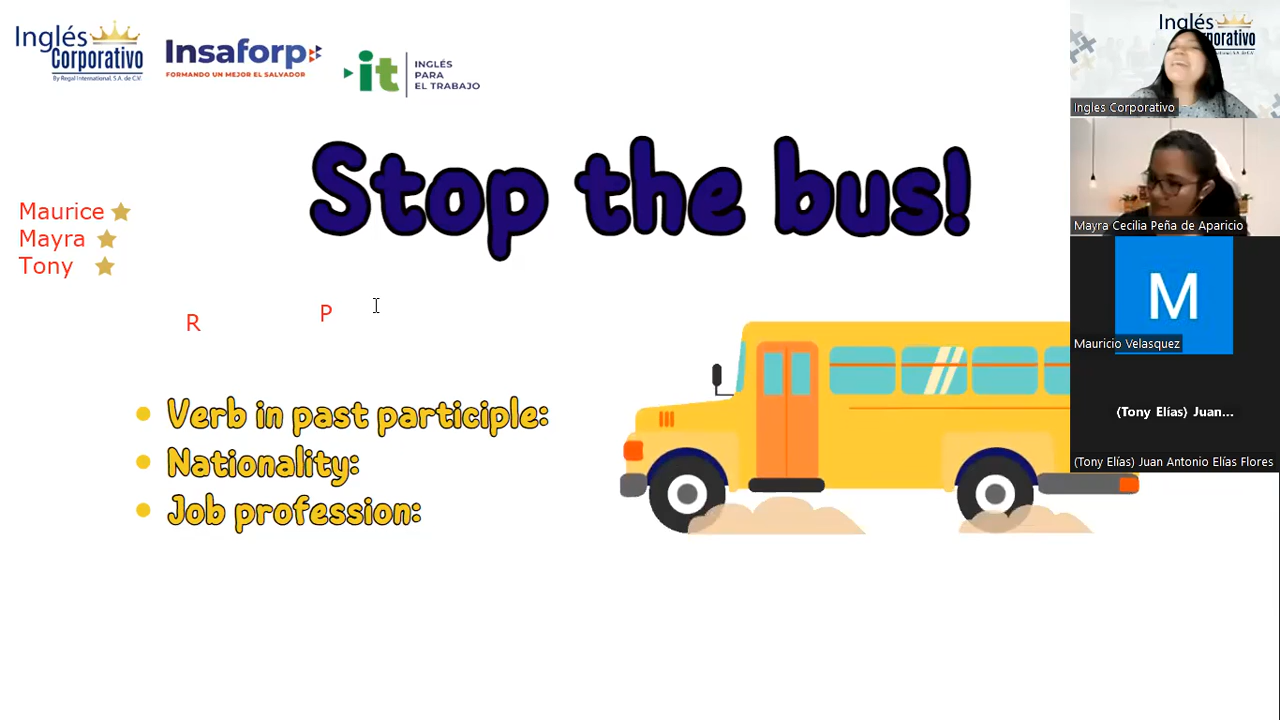 Inglés
Corporativo
By Regal International, S.A. de C.V.
Insaforp
FORMANDO UN MEJOR EL SALVADOR
it
INGLÉS
PARA
EL TRABAJO
Stop the bus!
Maurice
Mayra
Tony
R
P
• Verb in past participle:
• Nationality:
• Job profession:
Inglés
Corporativo
Ingles Corporativo
Mayra Cecilia Peña de Aparicio
M
Mauricio Velasquez
(Tony Elías) Juan...
(Tony Elías) Juan Antonio Elías Flores